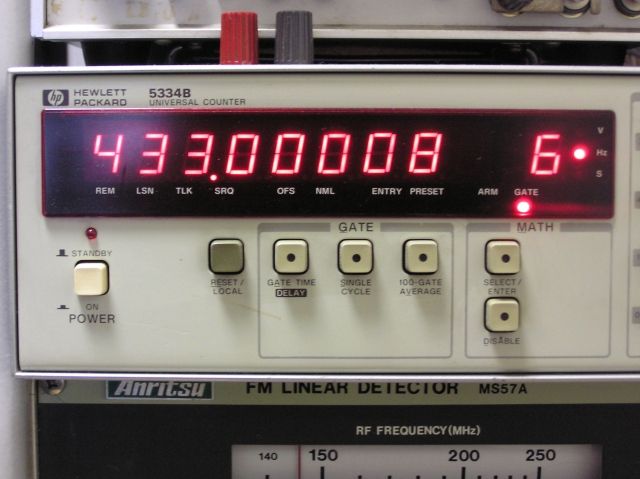 hp HEWLETT PACKARD 5334B
UNIVERSAL COUNTER
433.00008 6
V
Hz
S
REM LSN TLK SRQ OFS NML ENTRY PRESET ARM GATE
STANDBY
ON
POWER
RESET/
LOCAL
GATE
GATE TIME
DELAY
SINGLE
CYCLE
100-GATE
AVERAGE
MATH
SELECT/
ENTER
DISABLE
Anritsu FM LINEAR DETECTOR MS57A
RF FREQUENCY(MHz)
140 150 200 250